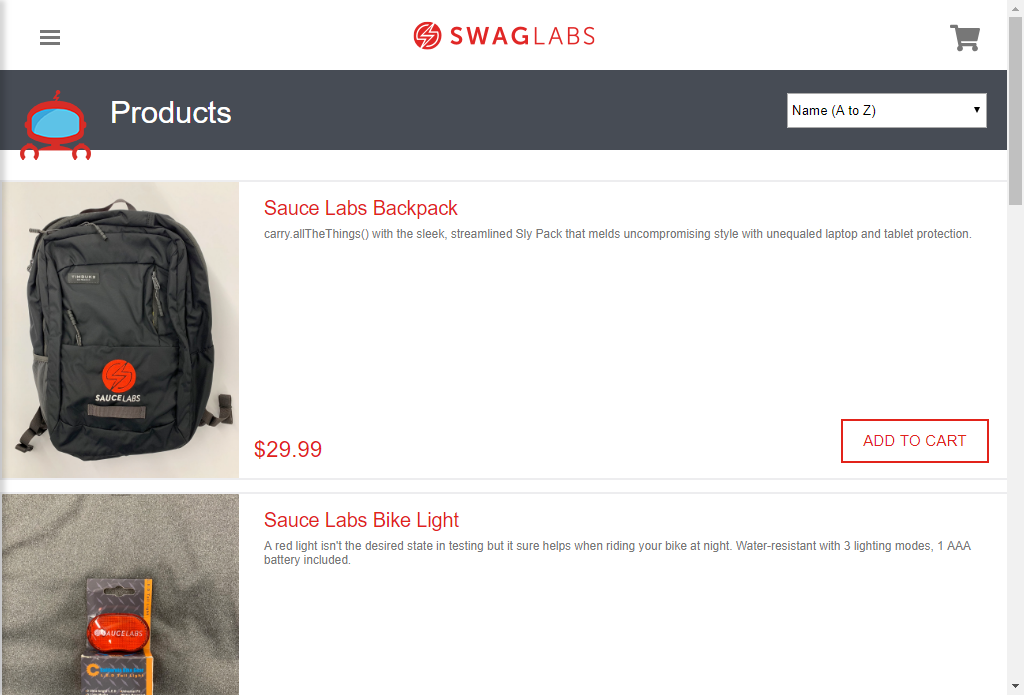 SWAGLABS
Products
Name (A to Z)
Sauce Labs Backpack
carry.allTheThings() with the sleek, streamlined Sly Pack that melds uncompromising style with unequaled laptop and tablet protection.
SAUCELABS
$29.99
ADD TO CART
Sauce Labs Bike Light
A red light isn't the desired state in testing but it sure helps when riding your bike at night. Water-resistant with 3 lighting modes, 1 AAA
battery included.
SAUCELABS